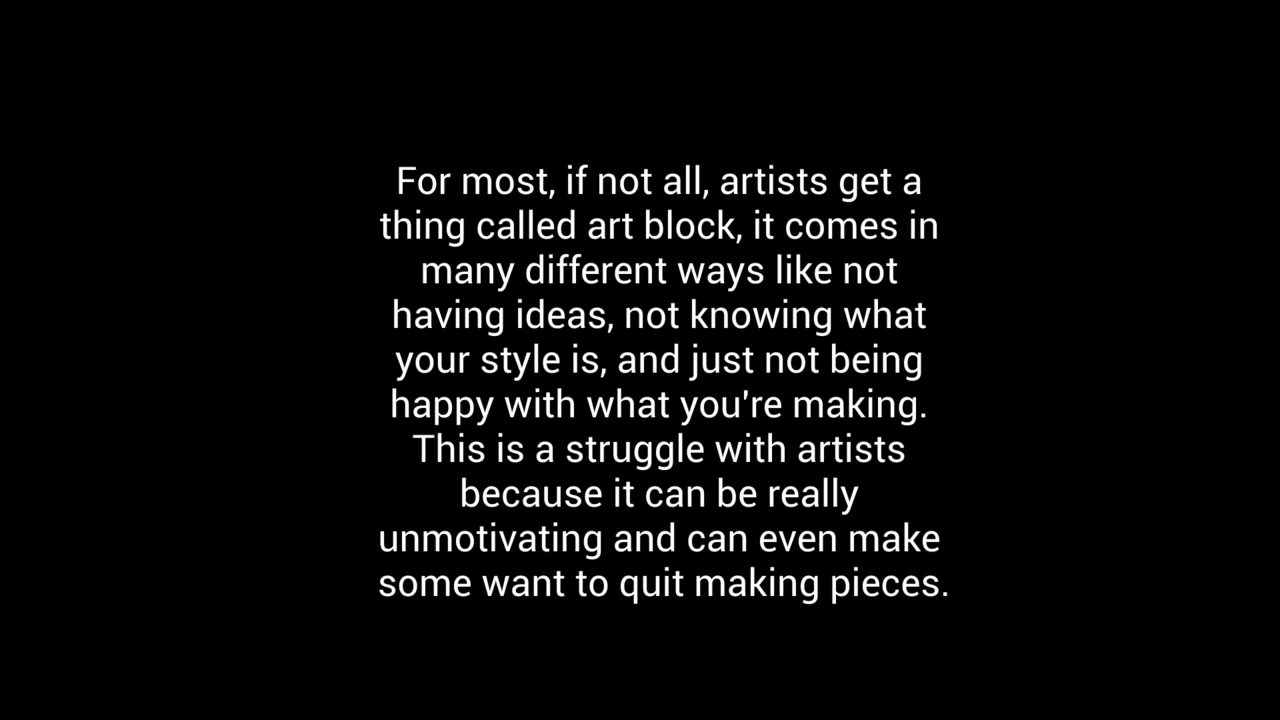 For most, if not all, artists get a
thing called art block, it comes in
many different ways like not
having ideas, not knowing what
your style is, and just not being
happy with what you're making.
This is a struggle with artists
because it can be really
unmotivating and can even make
some want to quit making pieces.